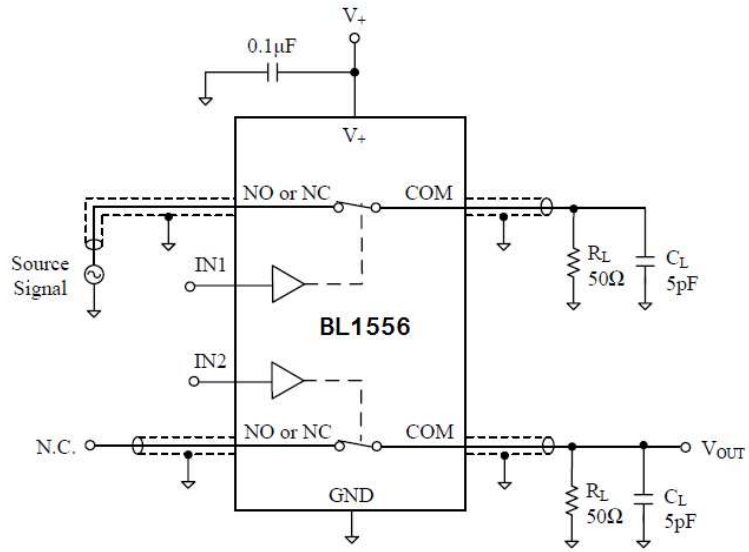 V+
0.1µF
V+
NO or NC
COM
Source
Signal
IN1
RL
50Ω
CL
5pF
BL1556
IN2
N.C.
NO or NC
COM
VOUT
GND
RL
50Ω
CL
5pF